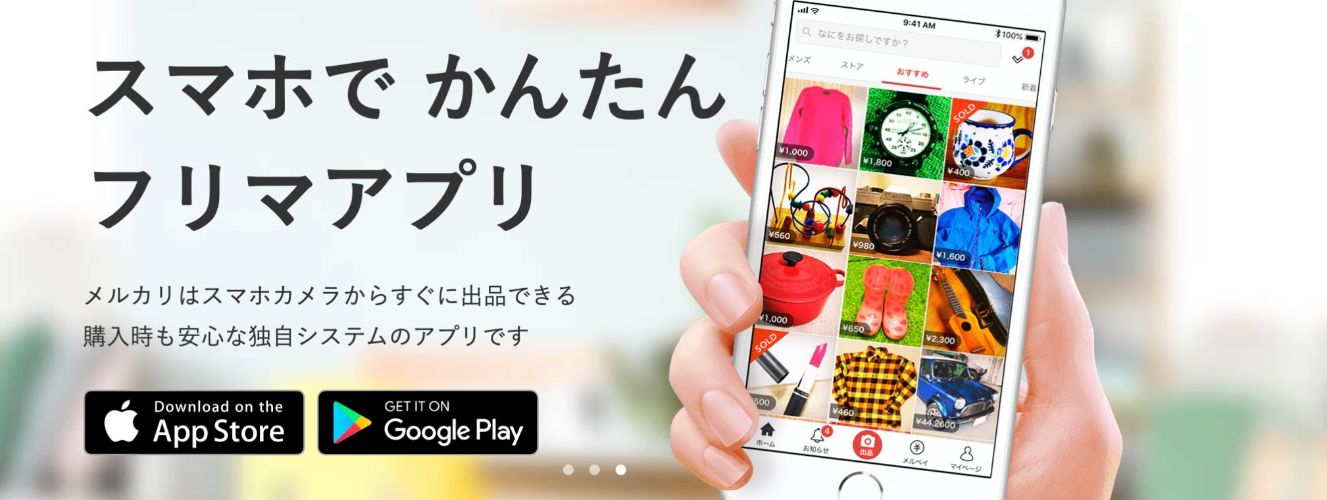 スマホで かんたん
フリマアプリ
メルカリはスマホカメラからすぐに出品できる
購入時も安心な独自システムのアプリです
Download on the
App Store
GET IT ON
Google Play
9:41 AM
100%
なにをお探しですか？
1
メンズ
ストア
おすすめ
ライブ
新着
¥1,000
¥1,800
SOLD
¥400
¥560
Canon
¥980
¥1,600
¥1,000
¥650
¥2,300
SOLD
¥460
ホーム
お知らせ
4
出品
メルペイ
マイページ